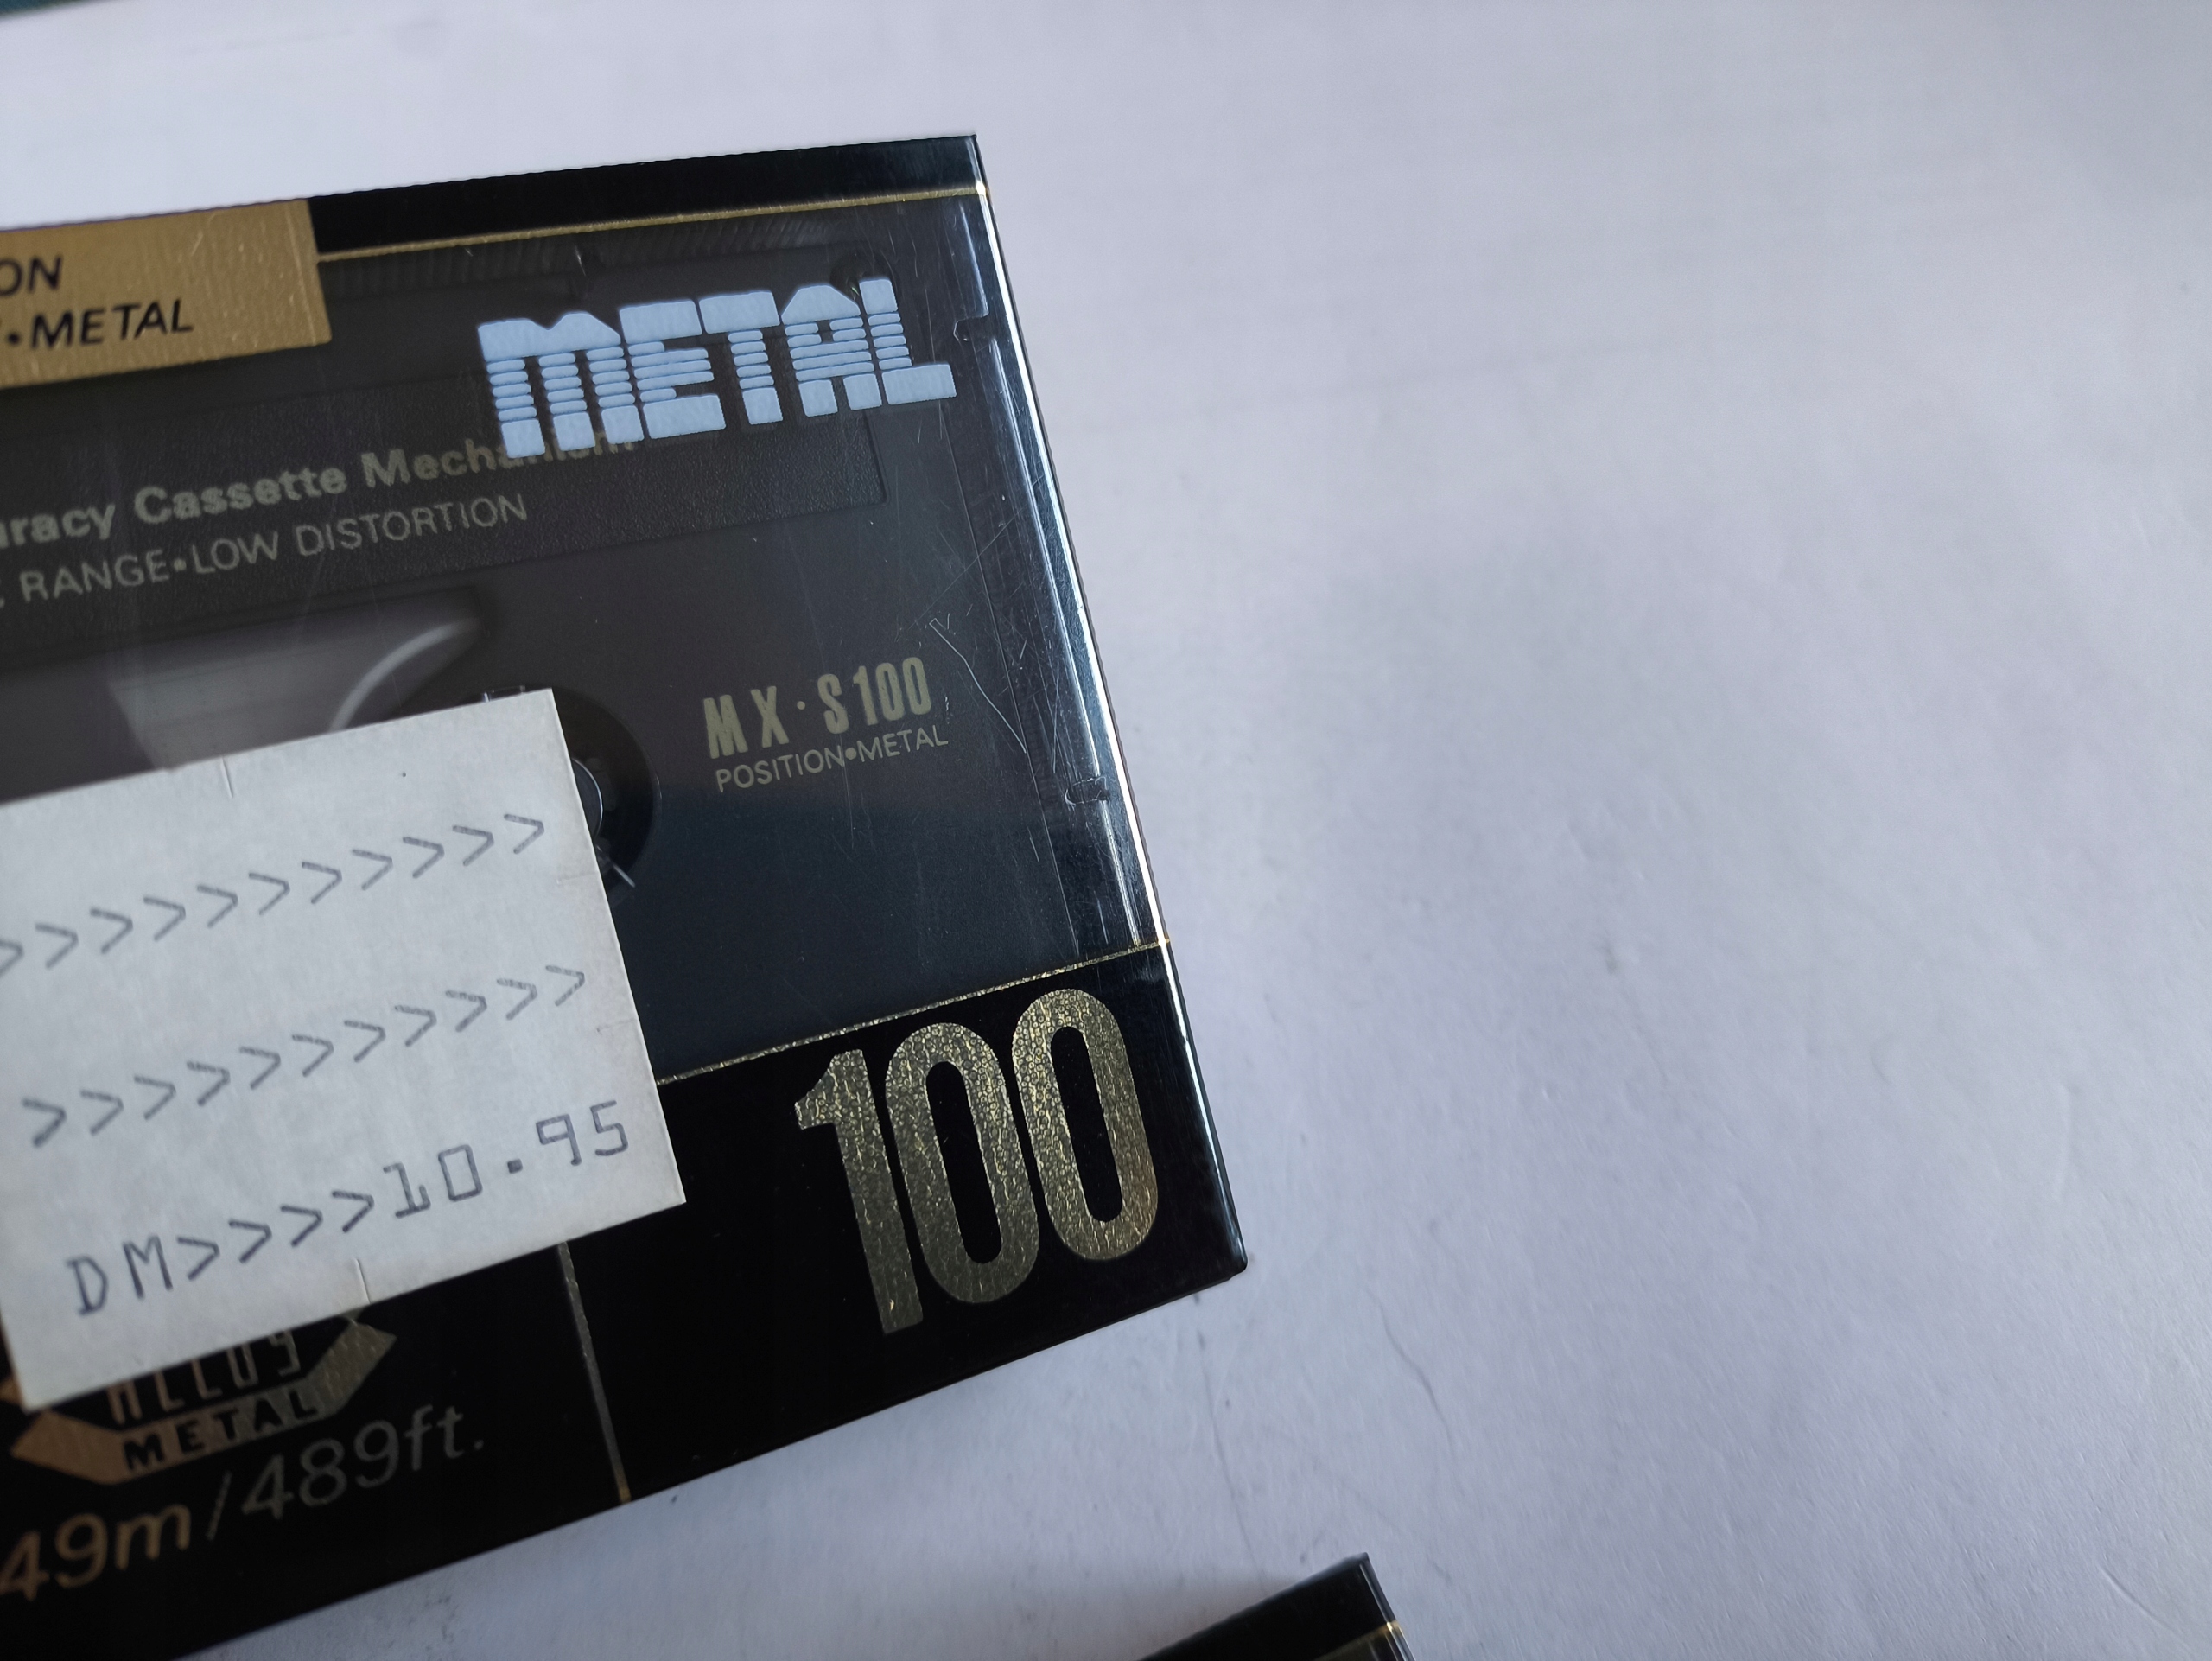 ON
•METAL
METAL
uracy Cassette
RANGE•LOW DISTORTION
MX·S100
POSITION•METAL
>>>>>>>>>>>
>>>>>>>>>>>
DM>>>>10.95
100
METAL
49m/489ft.